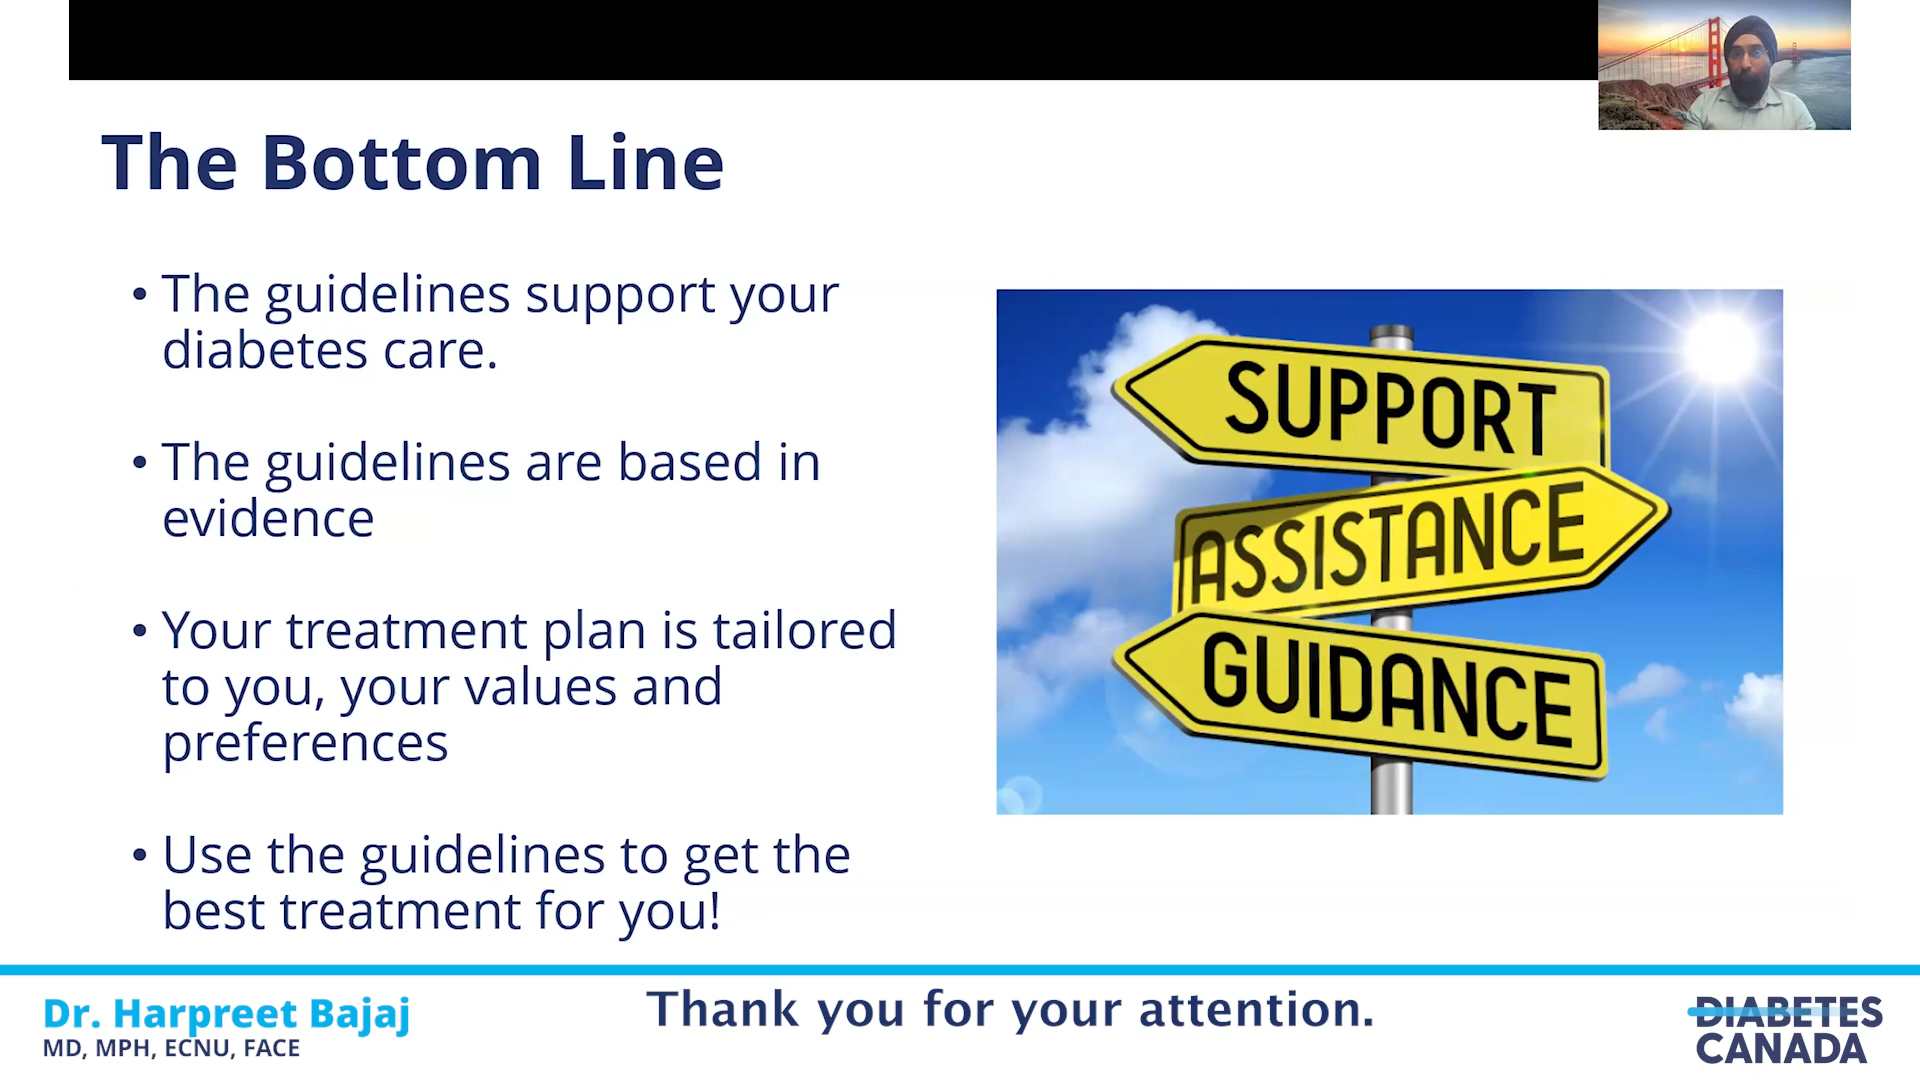 The Bottom Line
• The guidelines support your
diabetes care.
• The guidelines are based in
evidence
• Your treatment plan is tailored
to you, your values and
preferences
• Use the guidelines to get the
best treatment for you!
SUPPORT
ASSISTANCE
GUIDANCE
Dr. Harpreet Bajaj
MD, MPH, ECNU, FACE
Thank you for your attention.
DIABETES
CANADA